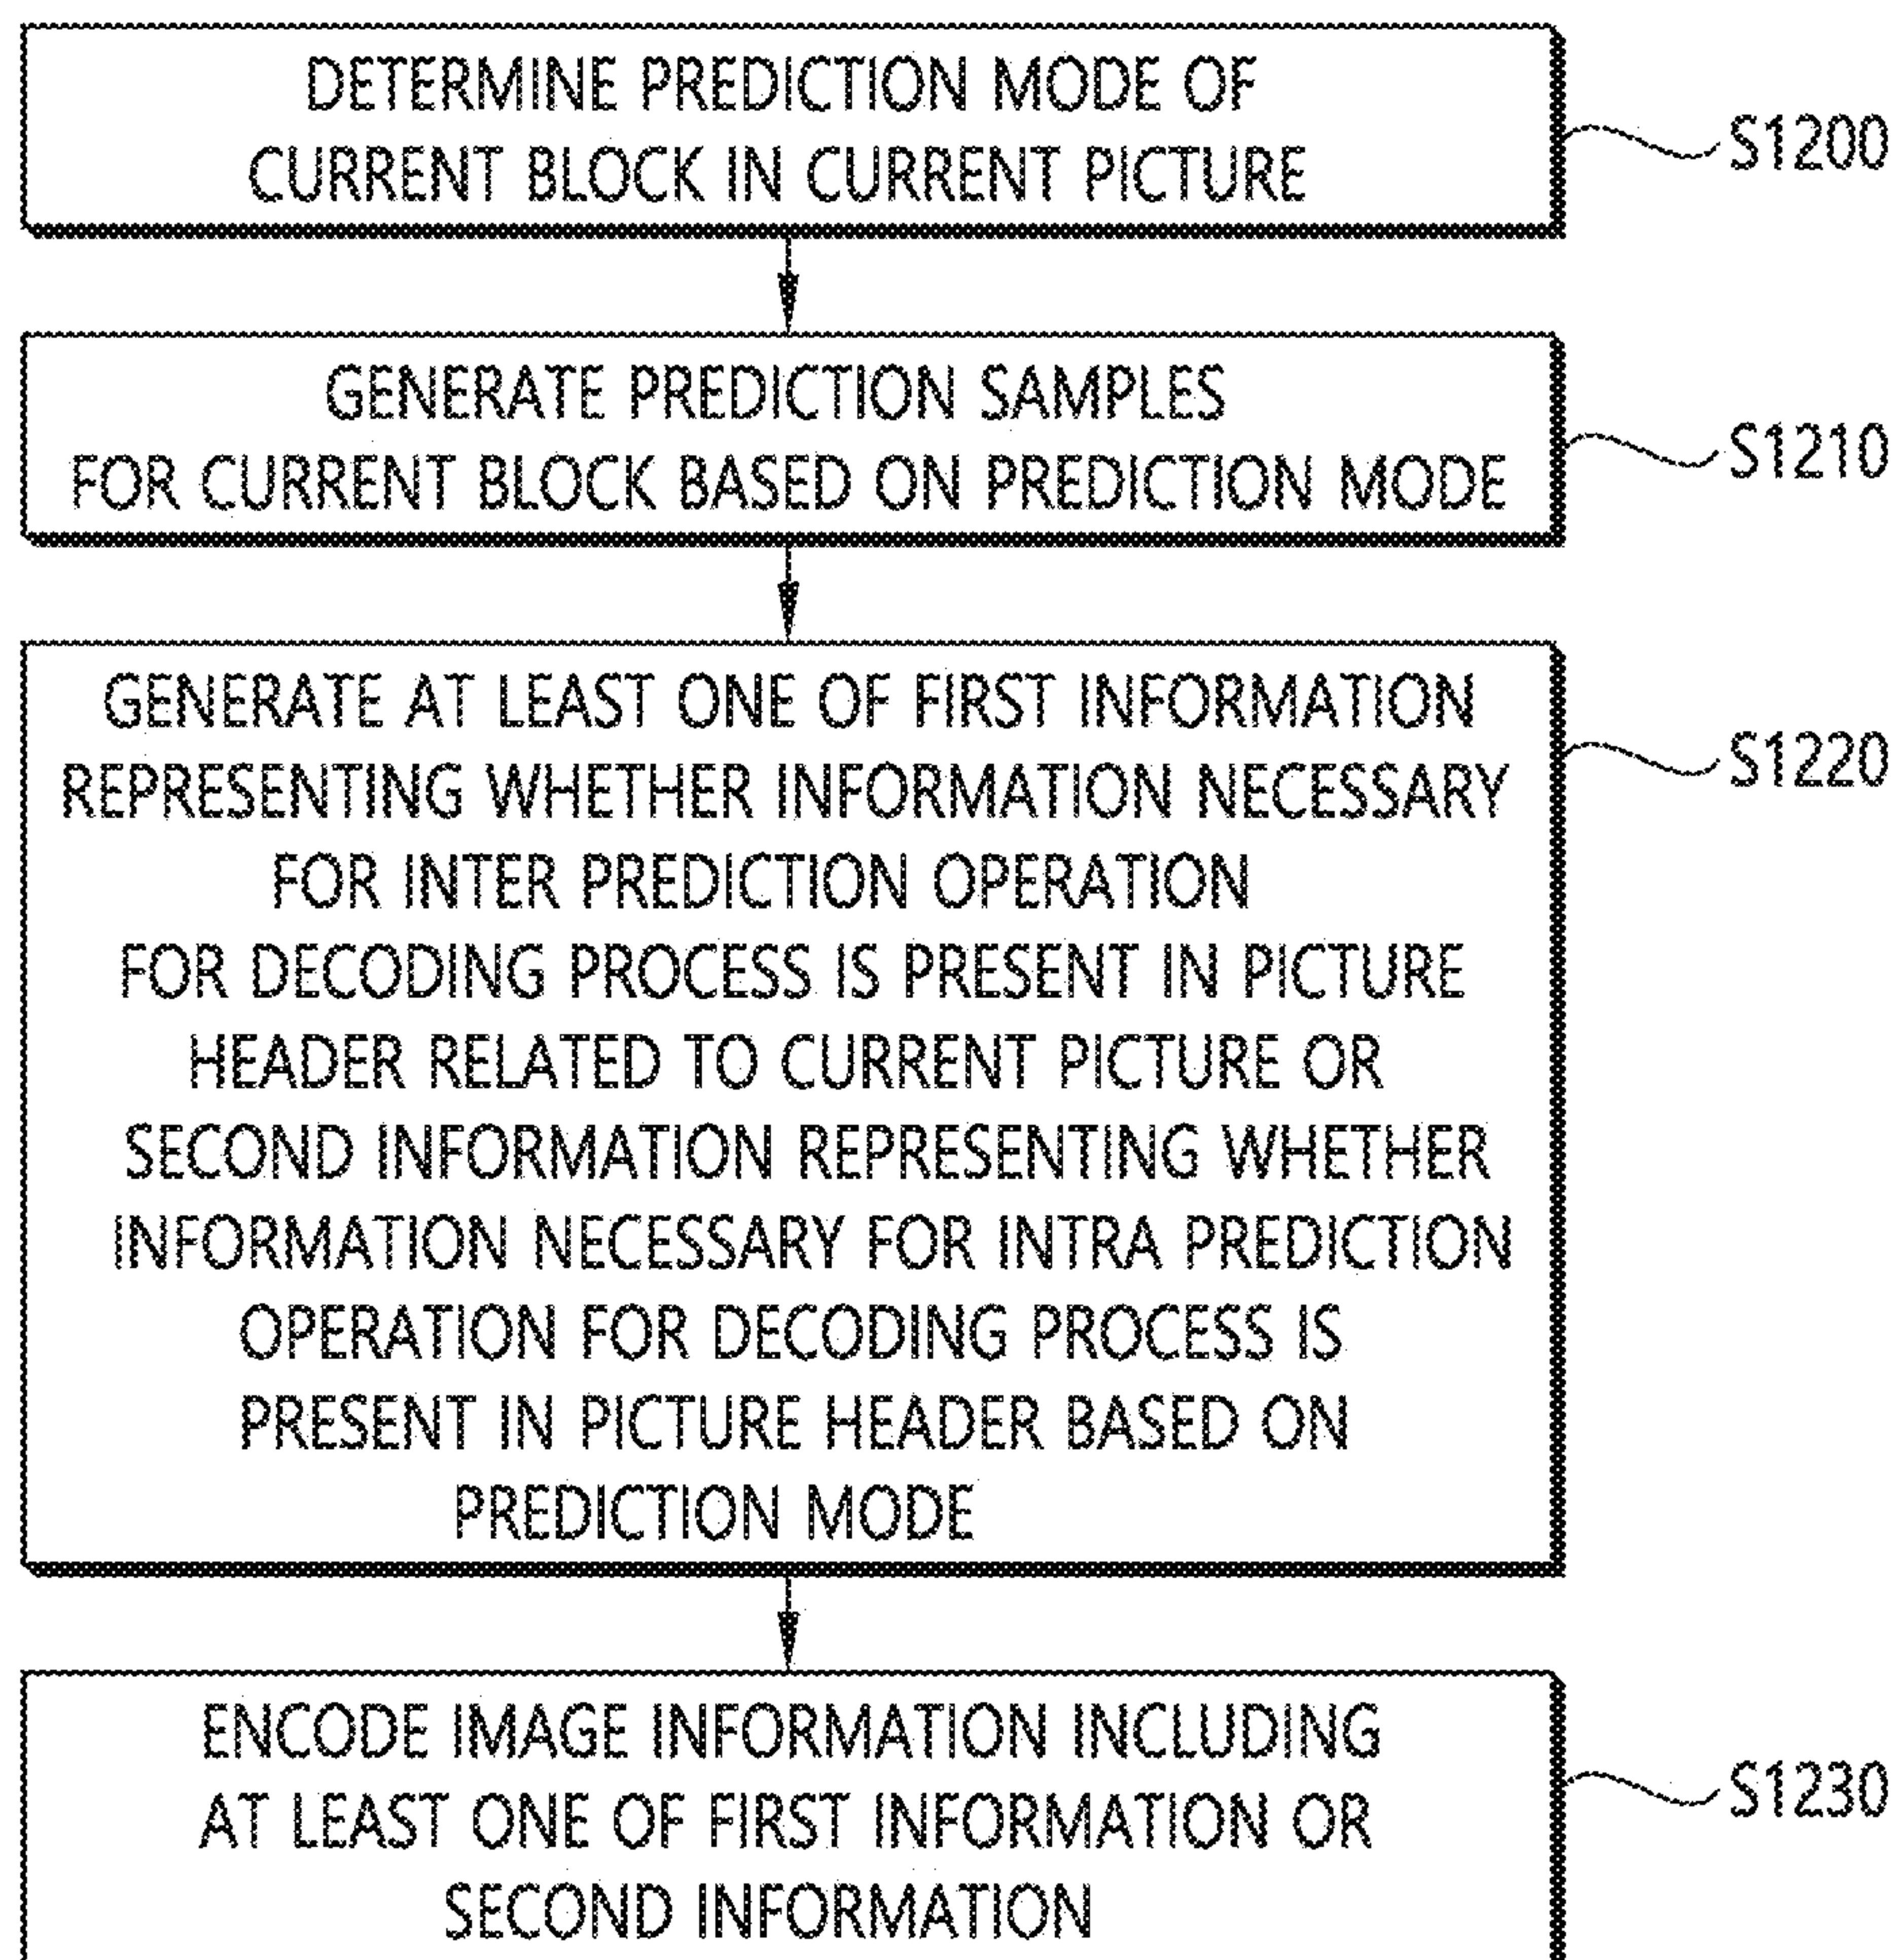 DETERMINE PREDICTION MODE OF
CURRENT BLOCK IN CURRENT PICTURE
S1200
GENERATE PREDICTION SAMPLES
FOR CURRENT BLOCK BASED ON PREDICTION MODE
S1210
GENERATE AT LEAST ONE OF FIRST INFORMATION
REPRESENTING WHETHER INFORMATION NECESSARY
FOR INTER PREDICTION OPERATION
FOR DECODING PROCESS IS PRESENT IN PICTURE
HEADER RELATED TO CURRENT PICTURE OR
SECOND INFORMATION REPRESENTING WHETHER
INFORMATION NECESSARY FOR INTRA PREDICTION
OPERATION FOR DECODING PROCESS IS
PRESENT IN PICTURE HEADER BASED ON
PREDICTION MODE
S1220
ENCODE IMAGE INFORMATION INCLUDING
AT LEAST ONE OF FIRST INFORMATION OR
SECOND INFORMATION
S1230